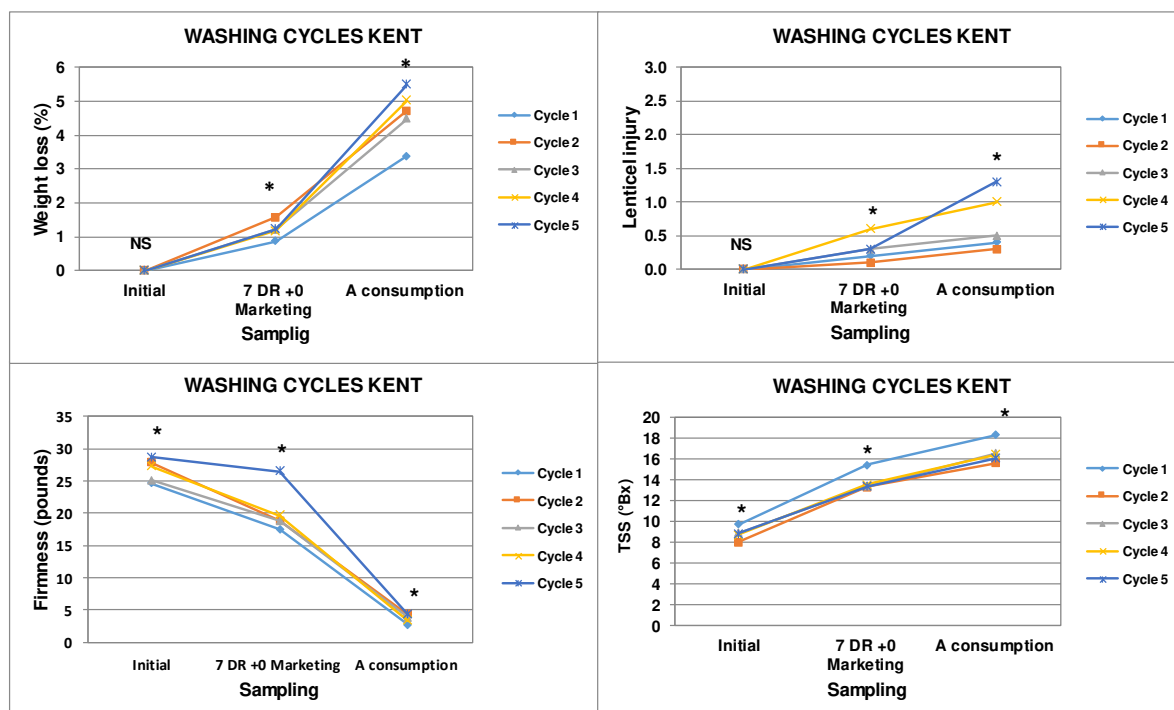 WASHING CYCLES KENT
Weight loss (%)
6
5
4
3
2
1
0
NS
*
*
Initial
7 DR +0
Marketing
A consumption
Samplig
Cycle 1
Cycle 2
Cycle 3
Cycle 4
Cycle 5
WASHING CYCLES KENT
Lenticel injury
3.0
2.5
2.0
1.5
1.0
0.5
0.0
NS
*
*
Initial
7 DR +0
Marketing
A consumption
Sampling
Cycle 1
Cycle 2
Cycle 3
Cycle 4
Cycle 5
WASHING CYCLES KENT
Firmness (pounds)
35
30
25
20
15
10
5
0
*
*
*
Initial
7 DR +0 Marketing
A consumption
Sampling
Cycle 1
Cycle 2
Cycle 3
Cycle 4
Cycle 5
WASHING CYCLES KENT
TSS (°Bx)
20
18
16
14
12
10
8
6
4
2
0
*
*
*
Initial
7 DR +0
Marketing
A consumption
Sampling
Cycle 1
Cycle 2
Cycle 3
Cycle 4
Cycle 5